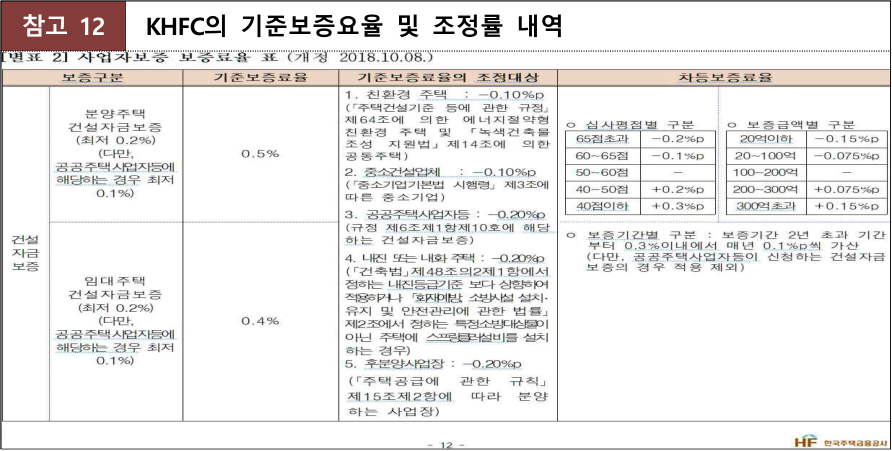 참고 12
KHFC의 기준보증요율 및 조정률 내역
[별표 2] 사업자보증 보증료율 표 (개정 2018.10.08.)
보증구분
기준보증료율
기준보증료율의 조정대상
차등보증료율
건설
자금
보증
분양주택
건설자금보증
(최저 0.2%)
(다만,
공공주택사업자등에
해당하는 경우 최저
0.1%)
0.5%
임대주택
건설자금보증
(최저 0.2%)
(다만,
공공주택사업자등에
해당하는 경우 최저
0.1%)
0.4%
1. 친환경 주택 : -0.10%p
(「주택건설기준 등에 관한 규정」
제64조에 의한 에너지절약형
친환경 주택 및 「녹색건축물
조성 지원법」제14조에 의한
공동주택)
2. 중소건설업체 : -0.10%p
(「중소기업기본법 시행령」 제3조에
따른 중소기업)
3. 공공주택사업자등 : -0.20%p
(규정 제6조제1항제10호에 해당
하는 건설자금보증)
4. 내진 또는 내화 주택 : -0.20%p
(「건축법」제48조의2제1항에서
정하는 내진등급기준 보다 상향하여
적용하거나 「화재예방, 소방시설 설치·
유지 및 안전관리에 관한 법률」
제2조에서 정하는 특정소방대상물이
아닌 주택에 스프링클러설비를 설치
하는 경우)
5. 후분양사업장 : -0.20%p
(「주택공급에 관한 규칙」
제15조제2항에 따라 분양
하는 사업장)
ㅇ 심사평점별 구분
65점초과 -0.2%p
60~65점 -0.1%p
50~60점 -
40~50점 +0.2%p
40점이하 +0.3%p
ㅇ 보증금액별 구분
20억이하 -0.15%p
20~100억 -0.075%p
100~200억 -
200~300억 +0.075%p
300억초과 +0.15%p
ㅇ 보증기간별 구분 : 보증기간 2년 초과 기간
부터 0.3%이내에서 매년 0.1%p씩 가산
(다만, 공공주택사업자등이 신청하는 건설자금
보증의 경우 적용 제외)
- 12 -
HF 한국주택금융공사